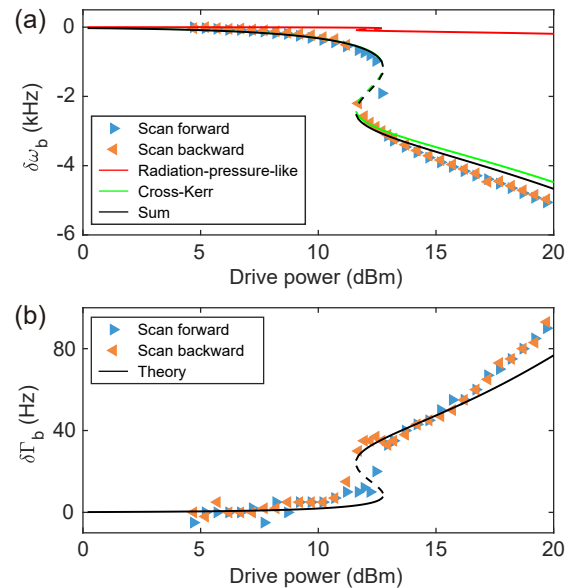 (a)
0
-2
-4
-6
δω_b (kHz)
Scan forward
Scan backward
Radiation-pressure-like
Cross-Kerr
Sum
0 5 10 15 20
Drive power (dBm)
(b)
80
40
0
δΓ_b (Hz)
Scan forward
Scan backward
Theory
0 5 10 15 20
Drive power (dBm)